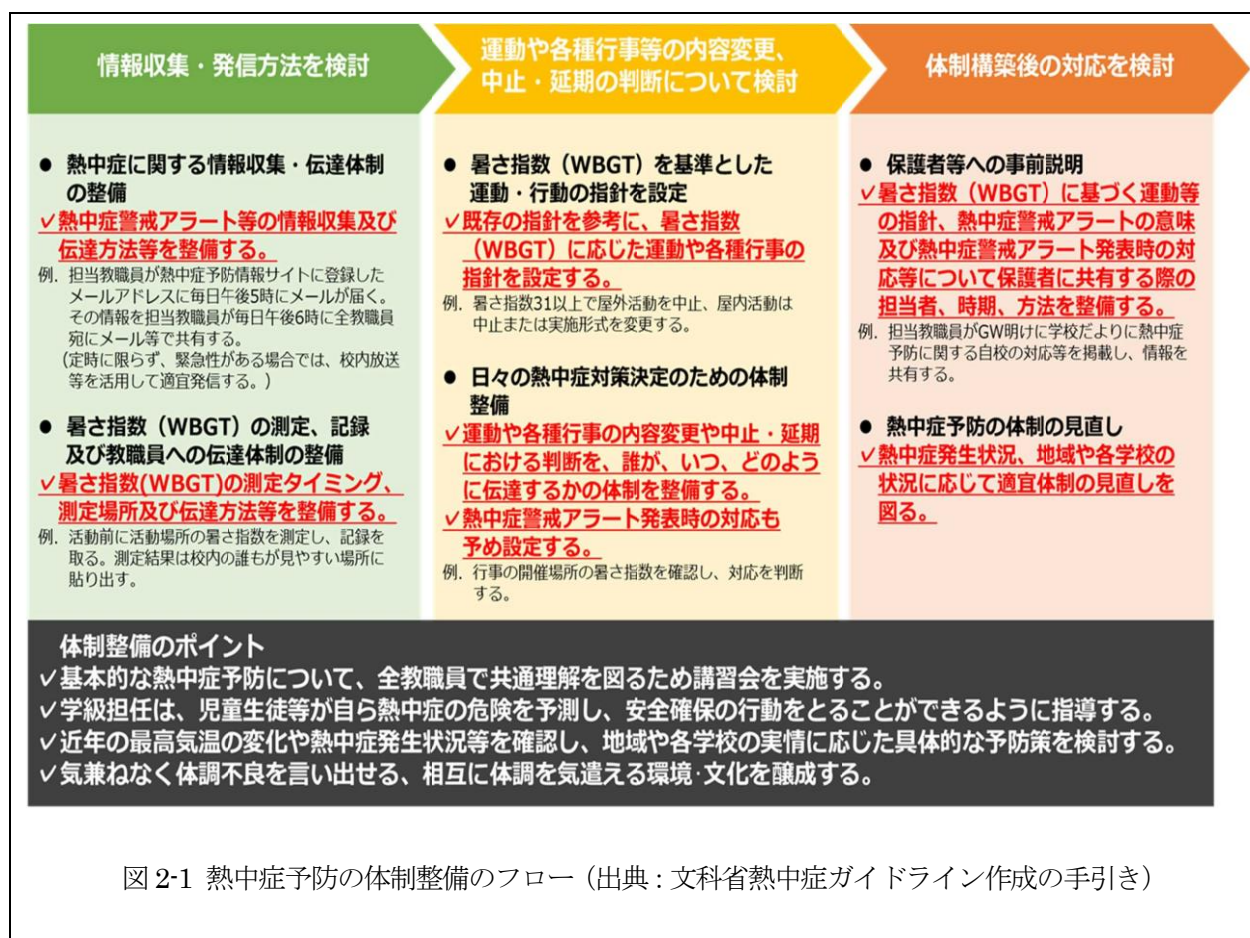 情報収集・発信方法を検討
運動や各種行事等の内容変更、
中止・延期の判断について検討
体制構築後の対応を検討
● 熱中症に関する情報収集・伝達体制
の整備
✓熱中症警戒アラート等の情報収集及び
伝達方法等を整備する。
例. 担当教職員が熱中症予防情報サイトに登録した
メールアドレスに毎日午後5時にメールが届く。
その情報を担当教職員が毎日午後6時に全教職員
宛にメール等で共有する。
(定時に限らず、緊急性がある場合では、校内放送
等を活用して適宜発信する。)
● 暑さ指数（WBGT）の測定、記録
及び教職員への伝達体制の整備
✓暑さ指数(WBGT)の測定タイミング、
測定場所及び伝達方法等を整備する。
例. 活動前に活動場所の暑さ指数を測定し、記録を
取る。測定結果は校内の誰もが見やすい場所に
貼り出す。
● 暑さ指数（WBGT）を基準とした
運動・行動の指針を設定
✓既存の指針を参考に、暑さ指数
（WBGT）に応じた運動や各種行事の
指針を設定する。
例. 暑さ指数31以上で屋外活動を中止、屋内活動は
中止または実施形式を変更する。
● 日々の熱中症対策決定のための体制
整備
✓運動や各種行事の内容変更や中止・延期
における判断を、誰が、いつ、どのよう
に伝達するかの体制を整備する。
✓熱中症警戒アラート発表時の対応も
予め設定する。
例. 行事の開催場所の暑さ指数を確認し、対応を判断
する。
● 保護者等への事前説明
✓暑さ指数（WBGT）に基づく運動等
の指針、熱中症警戒アラートの意味
及び熱中症警戒アラート発表時の対
応等について保護者に共有する際の
担当者、時期、方法を整備する。
例. 担当教職員がGW明けに学校だよりに熱中症
予防に関する自校の対応等を掲載し、情報を
共有する。
● 熱中症予防の体制の見直し
✓熱中症発生状況、地域や各学校の
状況に応じて適宜体制の見直しを
図る。
体制整備のポイント
✓基本的な熱中症予防について、全教職員で共通理解を図るため講習会を実施する。
✓学級担任は、児童生徒等が自ら熱中症の危険を予測し、安全確保の行動をとることができるように指導する。
✓近年の最高気温の変化や熱中症発生状況等を確認し、地域や各学校の実情に応じた具体的な予防策を検討する。
✓気兼ねなく体調不良を言い出せる、相互に体調を気遣える環境･文化を醸成する。
図 2-1 熱中症予防の体制整備のフロー（出典：文科省熱中症ガイドライン作成の手引き）